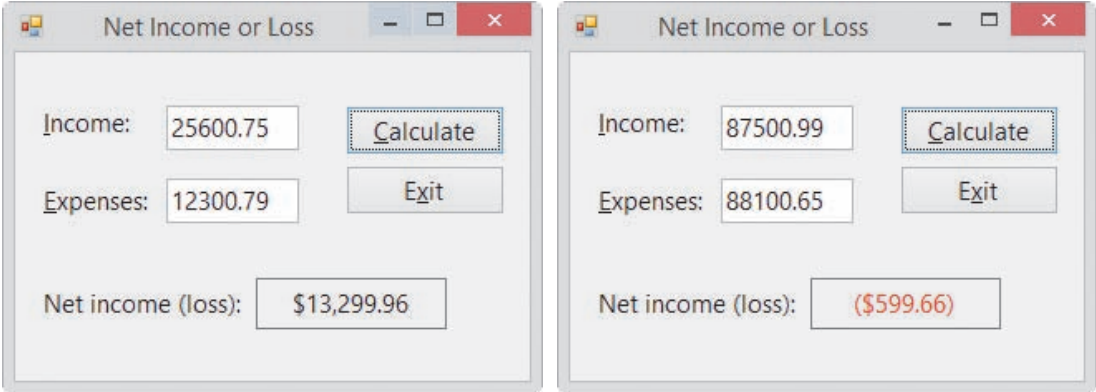 Net Income or Loss
Income: 25600.75 Calculate
Expenses: 12300.79 Exit
Net income (loss): $13,299.96
Net Income or Loss
Income: 87500.99 Calculate
Expenses: 88100.65 Exit
Net income (loss): ($599.66)